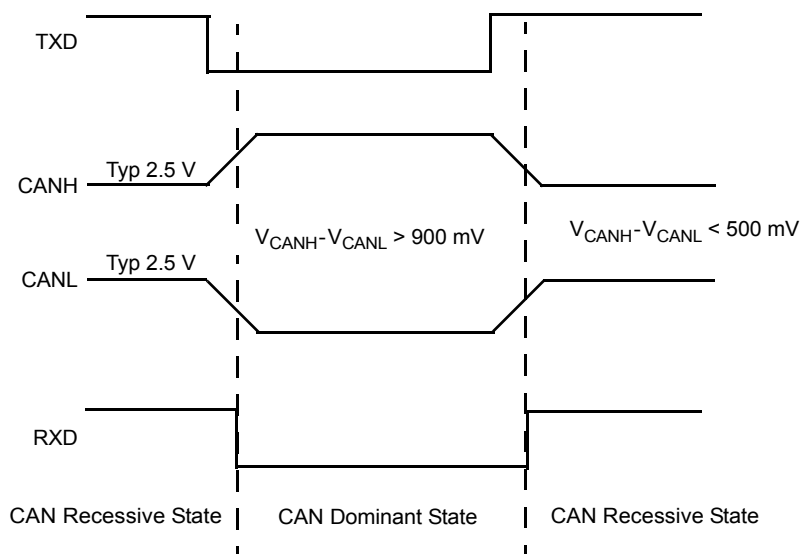 TXD
Typ 2.5 V
CANH
V_CANH-V_CANL > 900 mV
V_CANH-V_CANL < 500 mV
Typ 2.5 V
CANL
RXD
CAN Recessive State
CAN Dominant State
CAN Recessive State